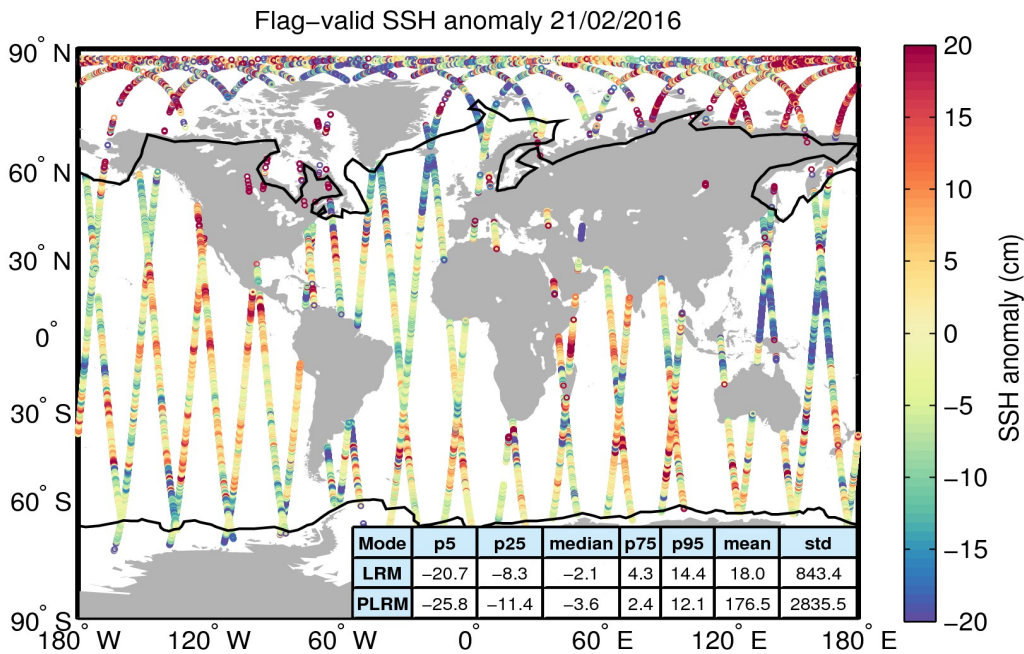 Flag−valid SSH anomaly 21/02/2016
90° N
60° N
30° N
0°
30° S
60° S
90° S
180° W
120° W
60° W
0°
60° E
120° E
180° E
Mode p5 p25 median p75 p95 mean std
LRM −20.7 −8.3 −2.1 4.3 14.4 18.0 843.4
PLRM −25.8 −11.4 −3.6 2.4 12.1 176.5 2835.5
20
15
10
5
0
−5
−10
−15
−20
SSH anomaly (cm)